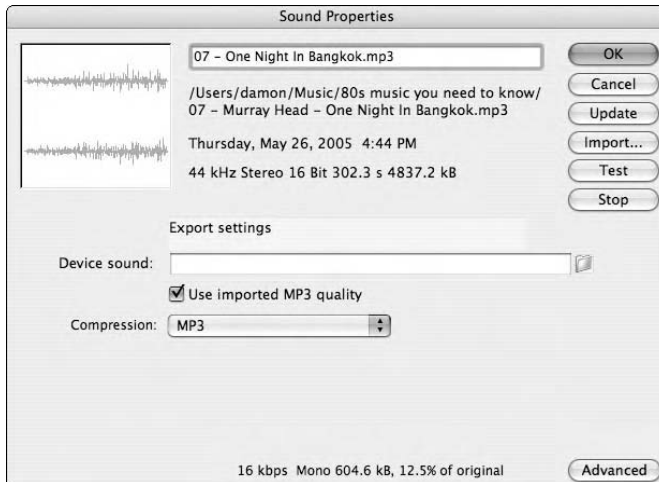 Sound Properties
07 - One Night In Bangkok.mp3
/Users/damon/Music/80s music you need to know/
07 - Murray Head - One Night In Bangkok.mp3
Thursday, May 26, 2005 4:44 PM
44 kHz Stereo 16 Bit 302.3 s 4837.2 kB
OK
Cancel
Update
Import...
Test
Stop
Export settings
Device sound:
Use imported MP3 quality
Compression: MP3
16 kbps Mono 604.6 kB, 12.5% of original
Advanced